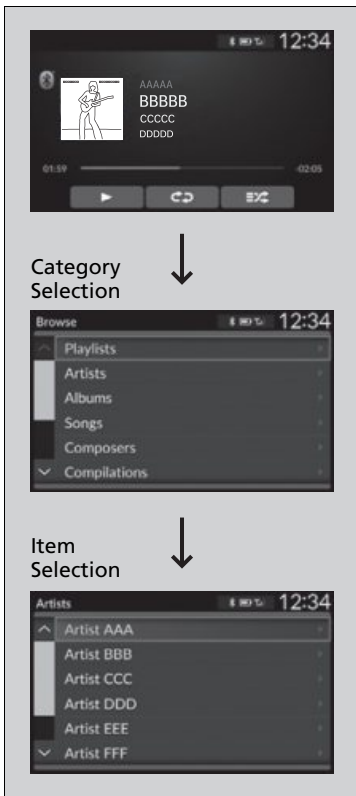 12:34
AAAAA
BBBBB
CCCCC
DDDDD
01:59 -02:05
Category
Selection
Browse 12:34
Playlists
Artists
Albums
Songs
Composers
Compilations
Item
Selection
Artists 12:34
Artist AAA
Artist BBB
Artist CCC
Artist DDD
Artist EEE
Artist FFF